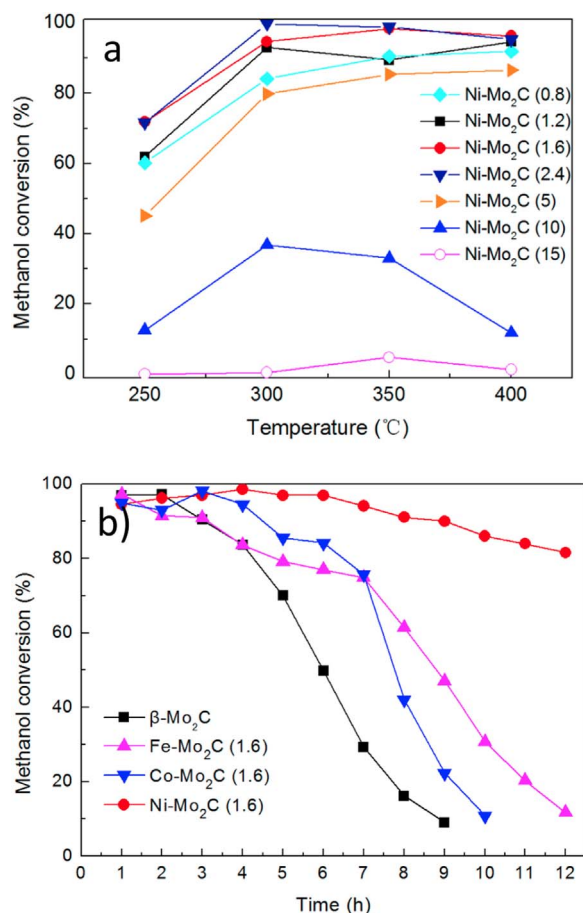 a
100
80
60
40
20
0
Methanol conversion (%)
Ni-Mo₂C (0.8)
Ni-Mo₂C (1.2)
Ni-Mo₂C (1.6)
Ni-Mo₂C (2.4)
Ni-Mo₂C (5)
Ni-Mo₂C (10)
Ni-Mo₂C (15)
250 300 350 400
Temperature (℃)
b)
100
80
60
40
20
0
Methanol conversion (%)
β-Mo₂C
Fe-Mo₂C (1.6)
Co-Mo₂C (1.6)
Ni-Mo₂C (1.6)
1 2 3 4 5 6 7 8 9 10 11 12
Time (h)